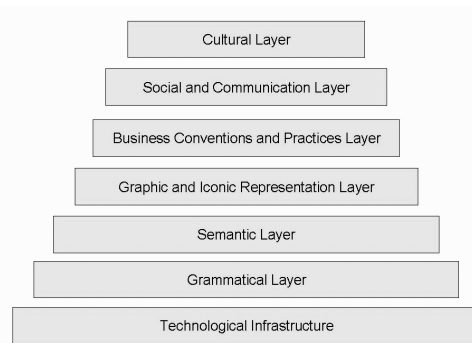 Cultural Layer
Social and Communication Layer
Business Conventions and Practices Layer
Graphic and Iconic Representation Layer
Semantic Layer
Grammatical Layer
Technological Infrastructure